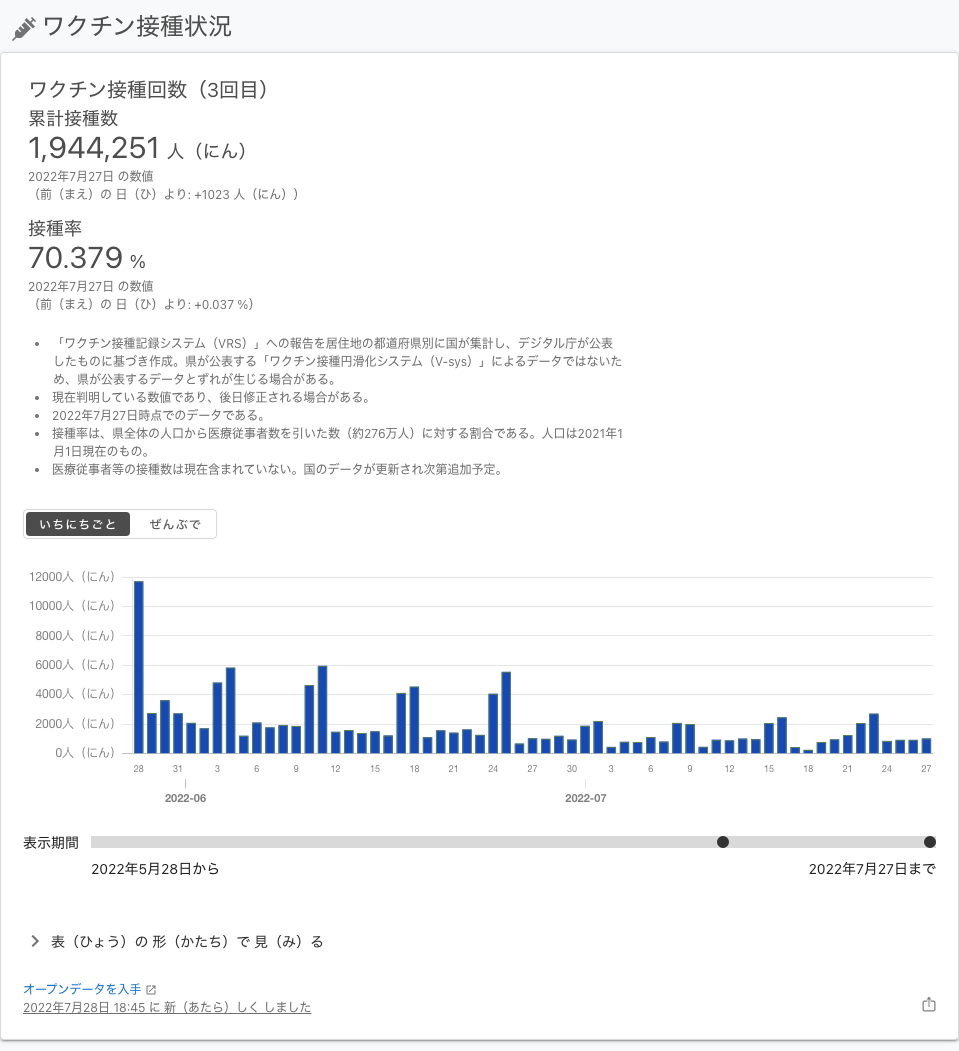 ワクチン接種状況
ワクチン接種回数（3回目）
累計接種数
1,944,251 人（にん）
2022年7月27日 の数値
（前（まえ）の 日（ひ）より: +1023 人（にん））
接種率
70.379 %
2022年7月27日 の数値
（前（まえ）の 日（ひ）より: +0.037 %）
• 「ワクチン接種記録システム（VRS）」への報告を居住地の都道府県別に国が集計し、デジタル庁が公表
したものに基づき作成。県が公表する「ワクチン接種円滑化システム（V-sys）」によるデータではないた
め、県が公表するデータとずれが生じる場合がある。
• 現在判明している数値であり、後日修正される場合がある。
• 2022年7月27日時点でのデータである。
• 接種率は、県全体の人口から医療従事者数を引いた数（約276万人）に対する割合である。人口は2021年1
月1日現在のもの。
• 医療従事者等の接種数は現在含まれていない。国のデータが更新され次第追加予定。
いちにちごと ぜんぶで
12000人（にん）
10000人（にん）
8000人（にん）
6000人（にん）
4000人（にん）
2000人（にん）
0人（にん）
28 31 3 6 9 12 15 18 21 24 27 30 3 6 9 12 15 18 21 24 27
2022-06 2022-07
表示期間
2022年5月28日から 2022年7月27日まで
表（ひょう）の 形（かたち）で 見（み）る
オープンデータを入手
2022年7月28日 18:45 に 新（あたら）しく しました